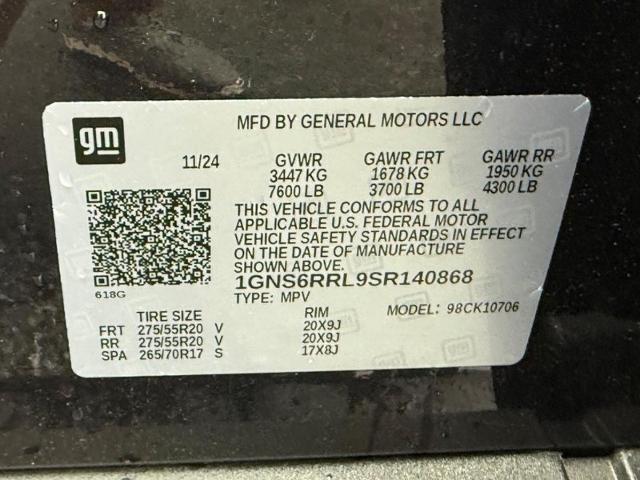 gm
MFD BY GENERAL MOTORS LLC
11/24 GVWR GAWR FRT GAWR RR
3447 KG 1678 KG 1950 KG
7600 LB 3700 LB 4300 LB
THIS VEHICLE CONFORMS TO ALL
APPLICABLE U.S. FEDERAL MOTOR
VEHICLE SAFETY STANDARDS IN EFFECT
ON THE DATE OF MANUFACTURE
SHOWN ABOVE.
1GNS6RRL9SR140868
618G
TYPE: MPV MODEL: 98CK10706
TIRE SIZE RIM
FRT 275/55R20 V 20X9J
RR 275/55R20 V 20X9J
SPA 265/70R17 S 17X8J